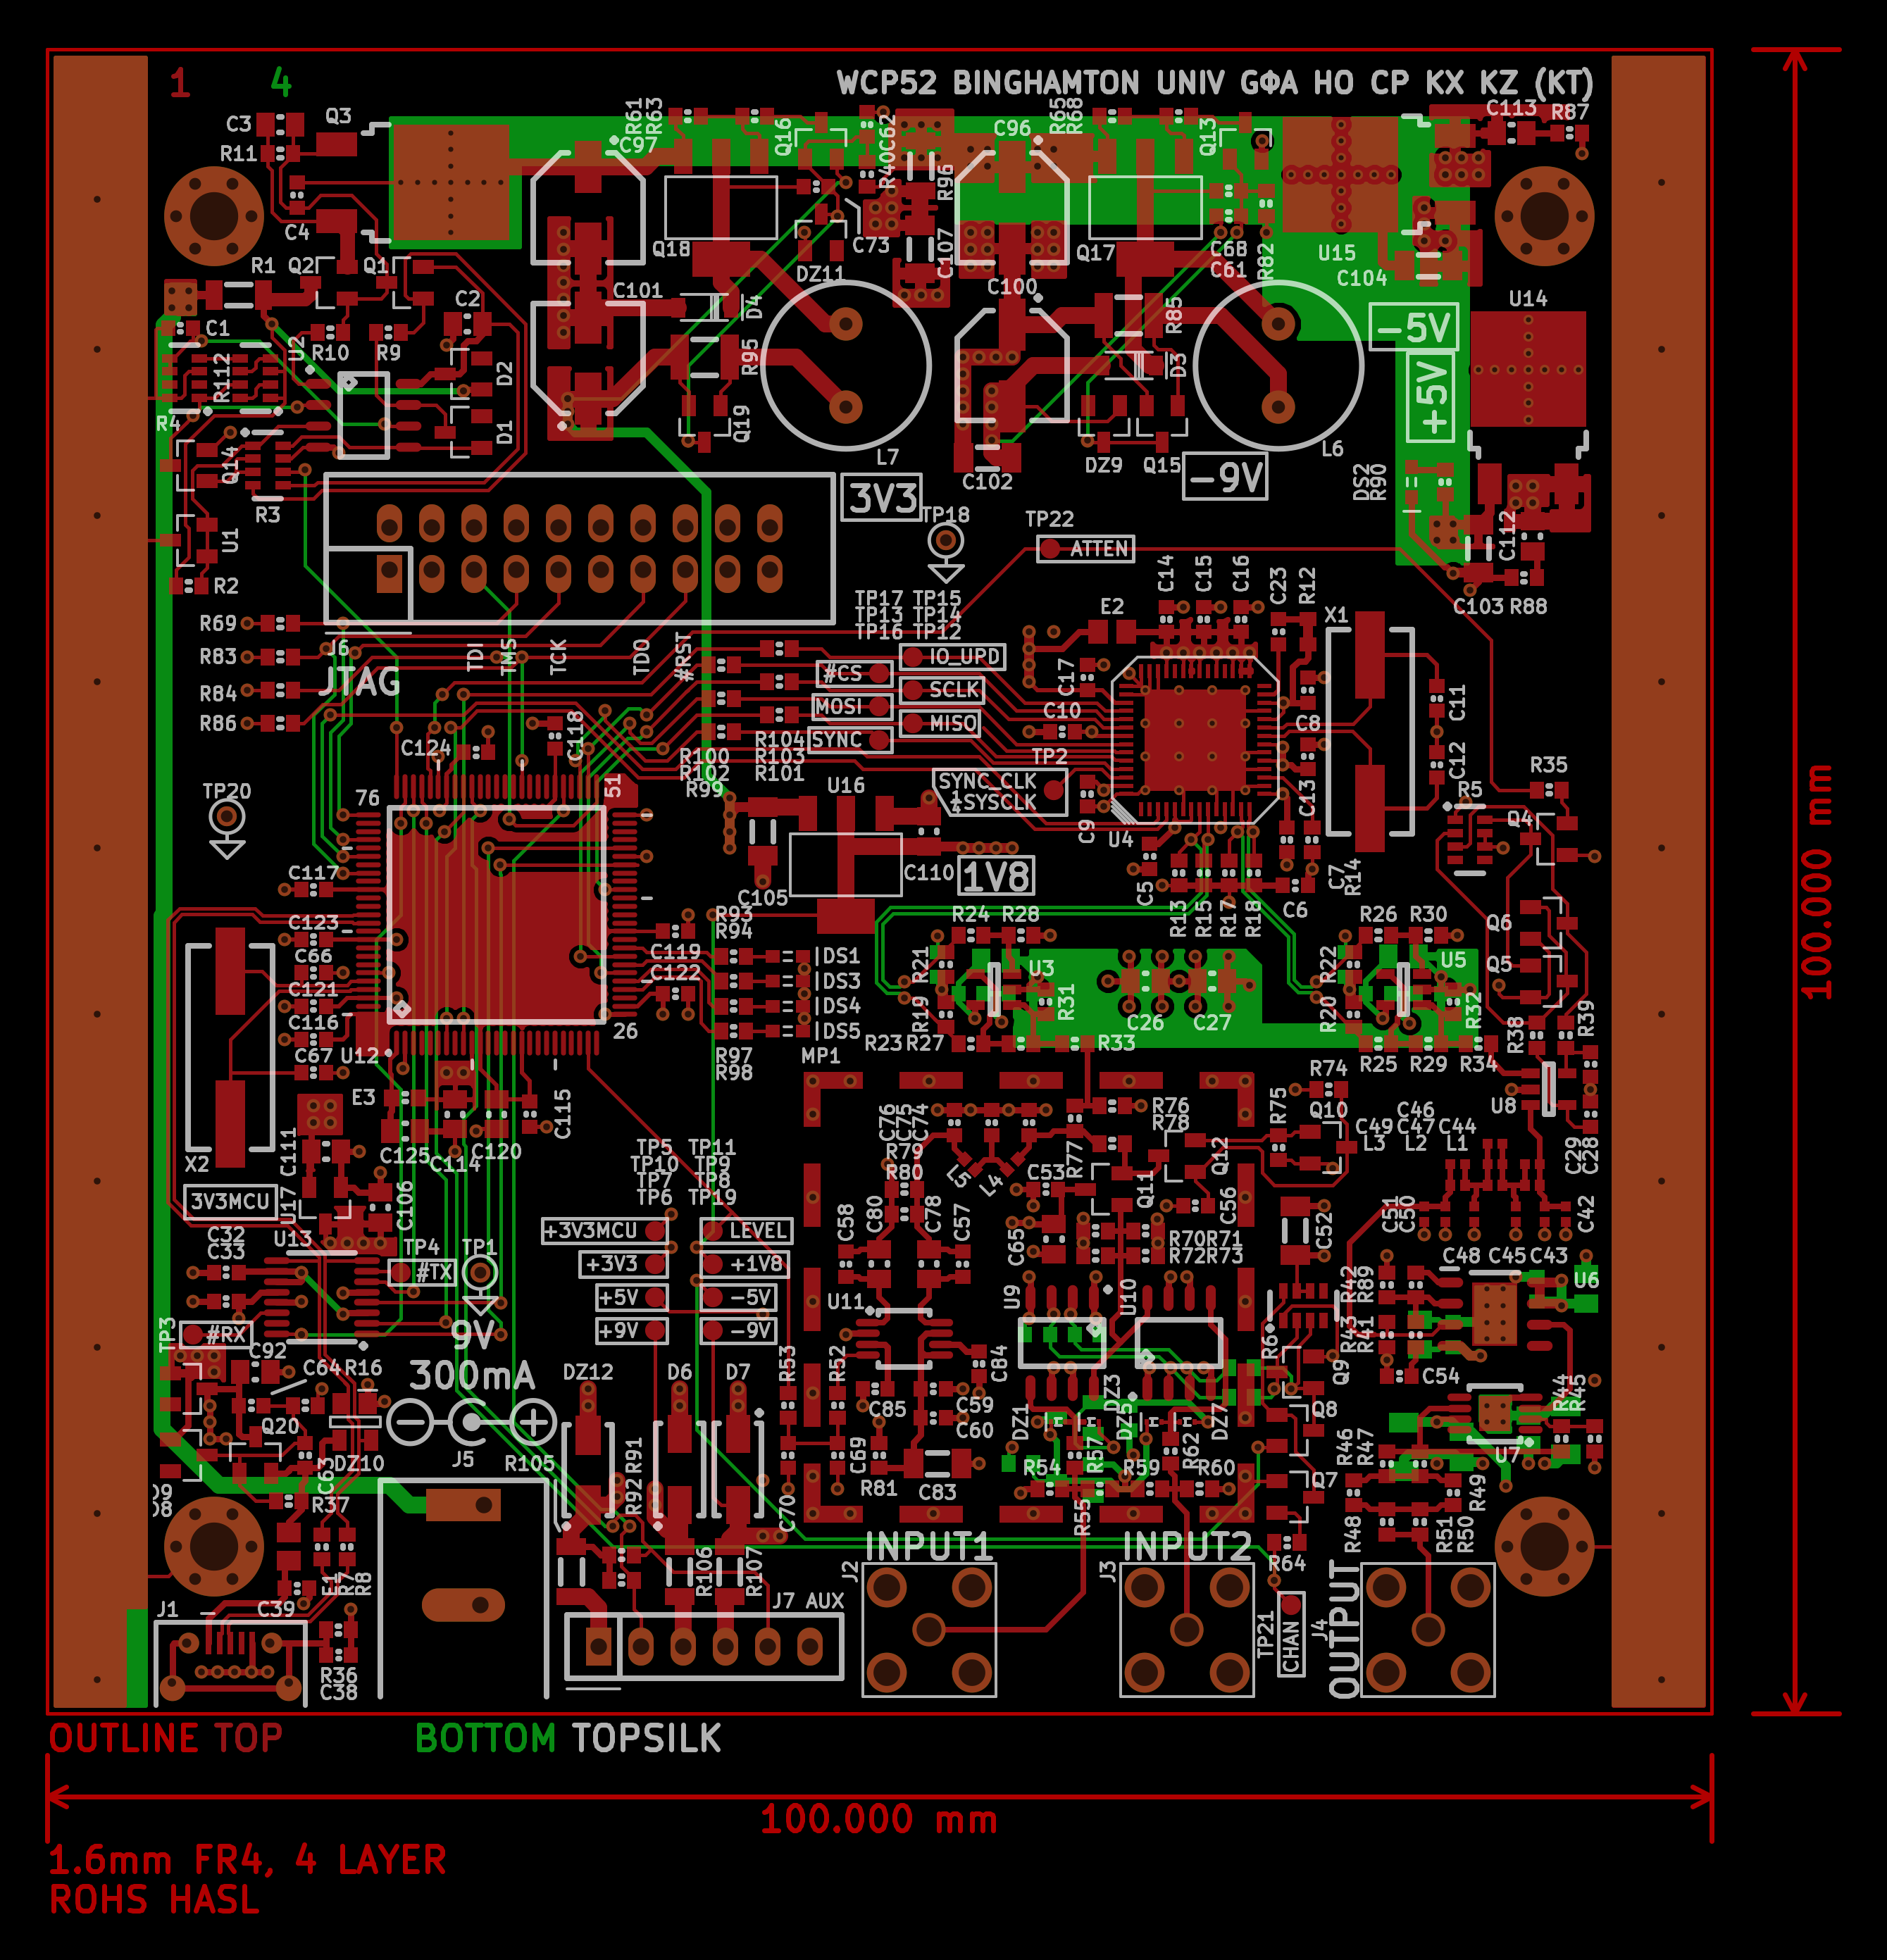 1 4 WCP52 BINGHAMTON UNIV GΦA HO CP KX KZ (KT)
C3 Q3 R61 R63 C97 Q16 C62 R40 C96 R65 R68 Q13 C113 R87
R11 R96
C4 Q18 DZ11 C73 C107 Q17 C68 C61 R82 U15 C104
R1 Q2 Q1 C101 D4 C100 R85 U14
C1 C2 U2 R10 R9 -5V
R112 D2 R95 D3 +5V
R4 D1 Q19 L7 DZ9 Q15 L6
Q14 R3 3V3 C102 -9V DS2 R90
U1 TP18 TP22 ATTEN C112
R2 C14 C15 C16 C23 R12 C103 R88
TP17 TP15
TP13 TP14
TP16 TP12
E2 X1
R69
R83 J6 TDI TMS TCK TDO #RST IO_UPD
JTAG #CS SCLK C17
R84 MOSI MISO C10 C8 C11
R86 SYNC
C124 C118 R100 R104 TP2 C12
R102 R103
R99 R101
TP20 76 51 U16 SYNC_CLK
¼SYSCLK
C9 U4 C13 R5 R35 Q4
C117 C105 C110 1V8 C5 C6 C7 R14
R13 R15 R17 R18
C123 R93 R94 R24 R28 R26 R30 Q6
C66 C119 DS1 R21 U3 R22 U5 Q5
C121 C122 DS3
C116 DS4 R19 R31 C26 C27 R20 R32
C67 U12 26 DS5 R38 R39
R97 R98 MP1 R23 R27 R33 R25 R29 R34
E3 C115 C76 C75 C74 R76 R78 R75 R74 Q10 U8
C111 C125 C114 C120 TP5 TP11 R79 R80 R77 Q12 C49 C46
L3 L2 L1 C47 C44 C29 C28
X2 TP10 TP9
TP7 TP8
TP6 TP19
L5 L4 C53 Q11 C56
3V3MCU U17 C106
C32 C33 U13 +3V3MCU LEVEL C58 C80 C78 C57 C65 R70 R71 R72 R73 C52 C51 C50 C42
TP4 TP1 +3V3 +1V8 C48 C45 C43
#TX +5V -5V U11 U9 U10 R42 R89 U6
TP3 #RX 9V +9V -9V R6 R43 R41
C92 C64 R16 300mA DZ12 D6 D7 R53 R52 C84 Q9 C54
Q20 C85 C59 C60 DZ1 DZ3 DZ5 DZ7 Q8 R44 R45
DZ10 J5 R105 R91 C69 R57 R62 R46 R47 U7
C63 R37 R92 C70 R81 C83 R54 R59 R60 Q7 R49
R55 R48 R51 R50
INPUT1 INPUT2 R64
E1 R7 R8 R106 R107 J2 J3 OUTPUT
J1 C39 J7 AUX TP21 CHAN J4
R36
C38
OUTLINE TOP BOTTOM TOPSILK
100.000 mm
100.000 mm
1.6mm FR4, 4 LAYER
ROHS HASL